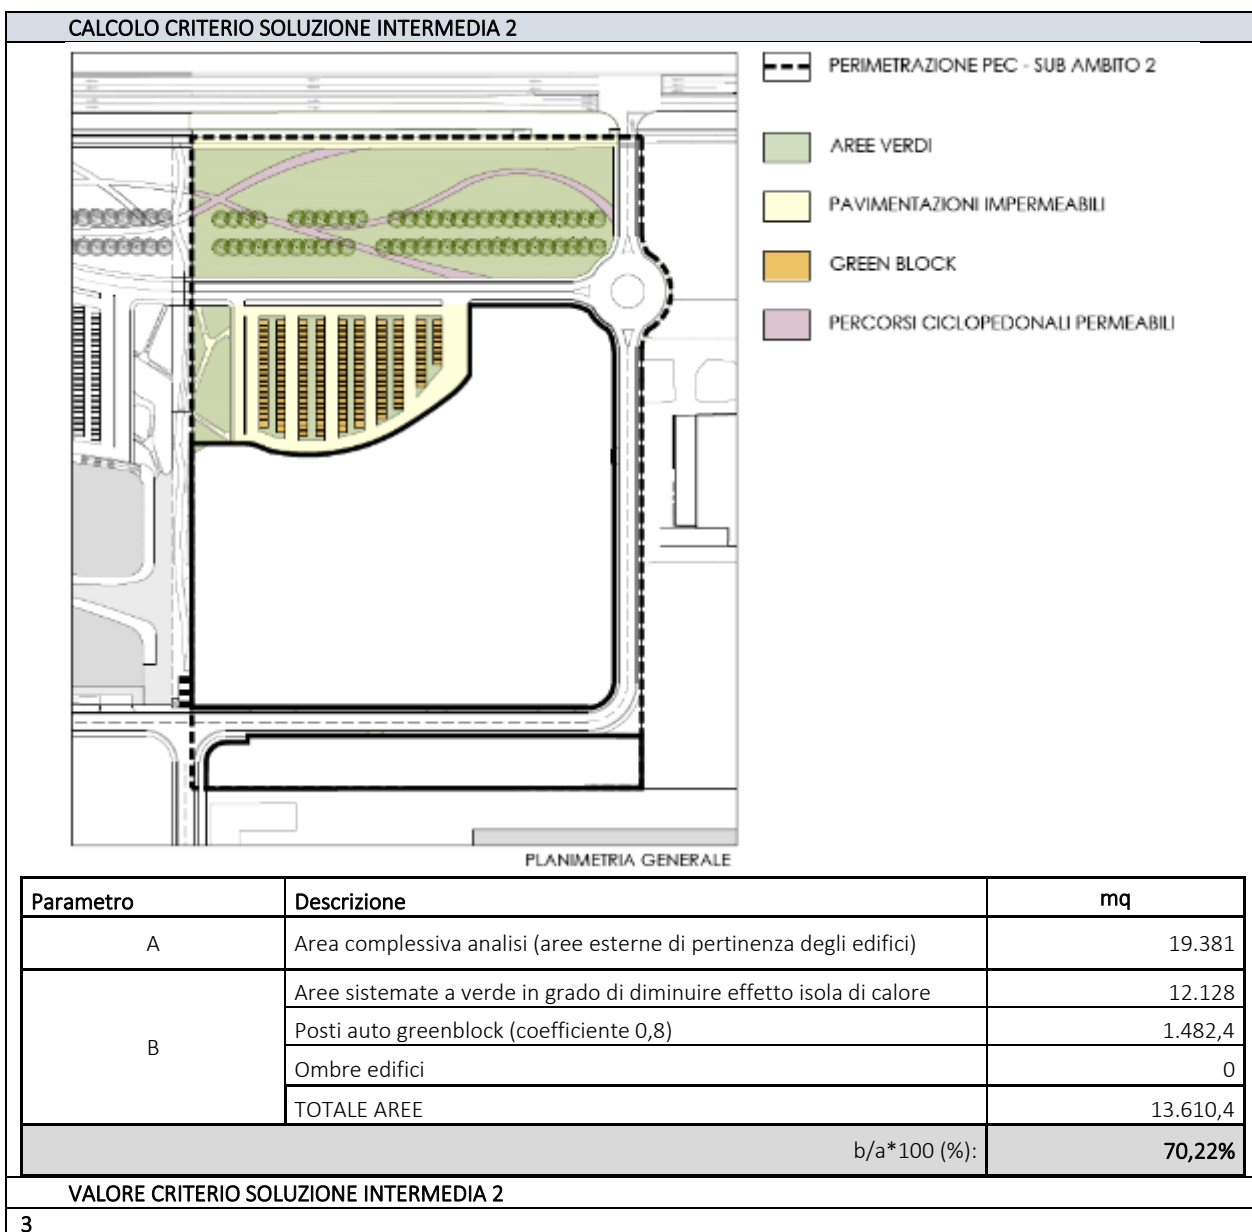 CALCOLO CRITERIO SOLUZIONE INTERMEDIA 2
PERIMETRAZIONE PEC - SUB AMBITO 2
AREE VERDI
PAVIMENTAZIONI IMPERMEABILI
GREEN BLOCK
PERCORSI CICLOPEDONALI PERMEABILI
PLANIMETRIA GENERALE
Parametro Descrizione mq
A Area complessiva analisi (aree esterne di pertinenza degli edifici) 19.381
B
Aree sistemate a verde in grado di diminuire effetto isola di calore 12.128
Posti auto greenblock (coefficiente 0,8) 1.482,4
Ombre edifici 0
TOTALE AREE 13.610,4
b/a*100 (%): 70,22%
VALORE CRITERIO SOLUZIONE INTERMEDIA 2
3